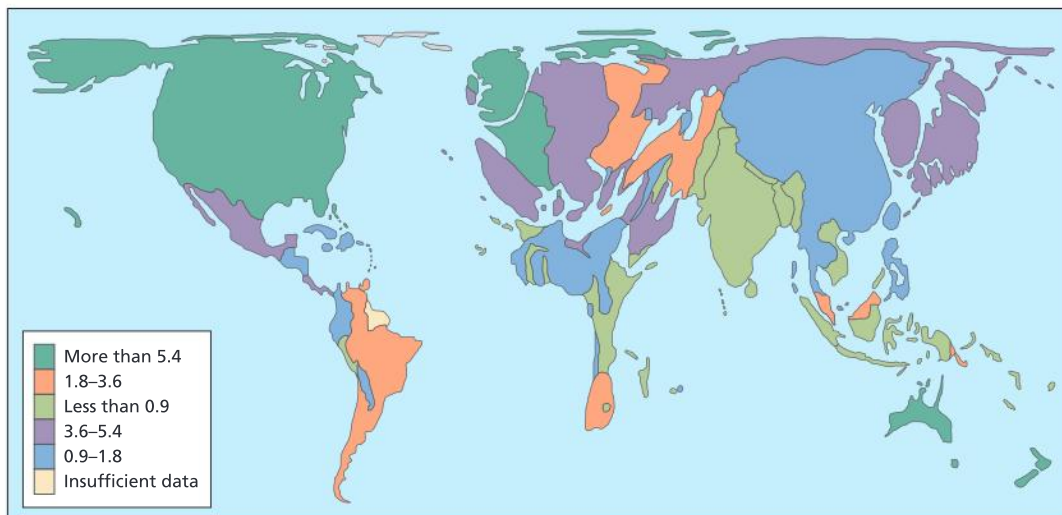 More than 5.4
1.8–3.6
Less than 0.9
3.6–5.4
0.9–1.8
Insufficient data